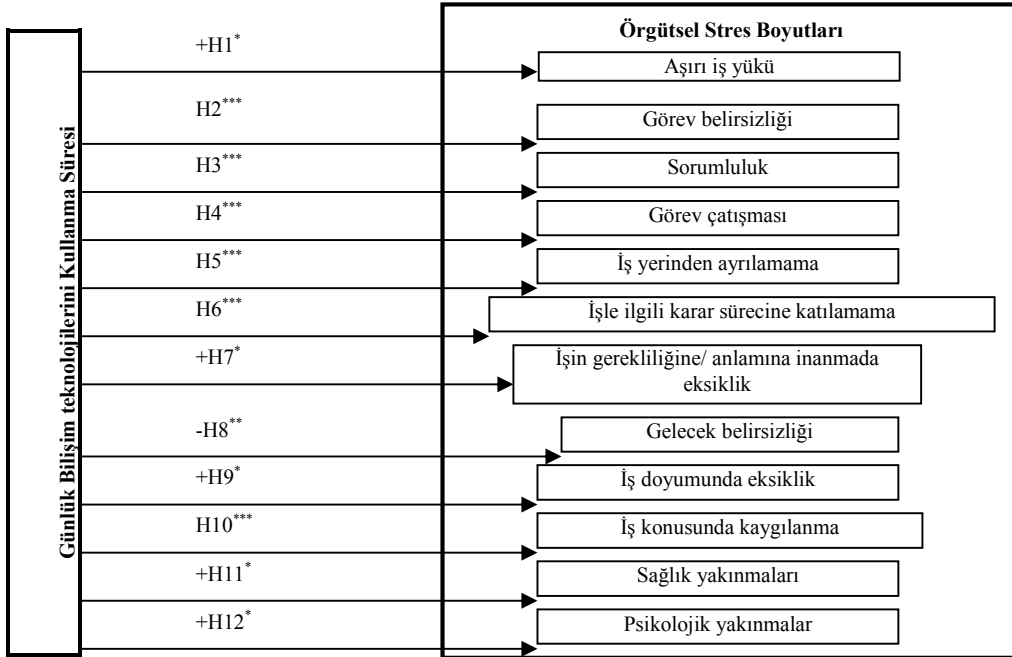 Günlük Bilişim teknolojilerini Kullanma Süresi
Örgütsel Stres Boyutları
+H1*
Aşırı iş yükü
H2***
Görev belirsizliği
H3***
Sorumluluk
H4***
Görev çatışması
H5***
İş yerinden ayrılamama
H6***
İşle ilgili karar sürecine katılamama
+H7*
İşin gerekliliğine/ anlamına inanmada
eksiklik
-H8**
Gelecek belirsizliği
+H9*
İş doyumunda eksiklik
H10***
İş konusunda kaygılanma
+H11*
Sağlık yakınmaları
+H12*
Psikolojik yakınmalar